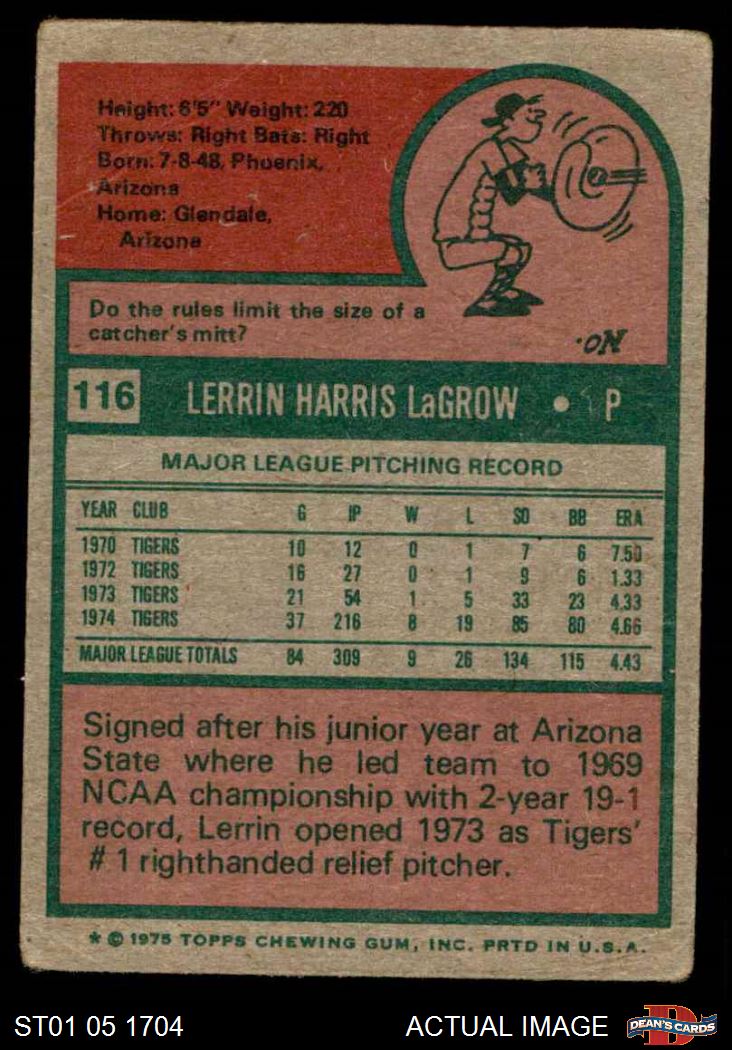 Height: 6'5" Weight: 220
Throws: Right Bats: Right
Born: 7-8-48, Phoenix,
Arizona
Home: Glendale,
Arizona
Do the rules limit the size of a
catcher's mitt?
No.
116 LERRIN HARRIS LaGROW • P
MAJOR LEAGUE PITCHING RECORD
YEAR CLUB G IP W L SO BB ERA
1970 TIGERS 10 12 0 1 7 6 7.50
1972 TIGERS 16 27 0 1 9 6 1.33
1973 TIGERS 21 54 1 5 33 23 4.33
1974 TIGERS 37 216 8 19 85 80 4.66
MAJOR LEAGUE TOTALS 84 309 9 26 134 115 4.43
Signed after his junior year at Arizona
State where he led team to 1969
NCAA championship with 2-year 19-1
record, Lerrin opened 1973 as Tigers'
# 1 righthanded relief pitcher.
* © 1975 TOPPS CHEWING GUM, INC. PRTD IN U.S.A.
ST01 05 1704 ACTUAL IMAGE DEAN'S CARDS